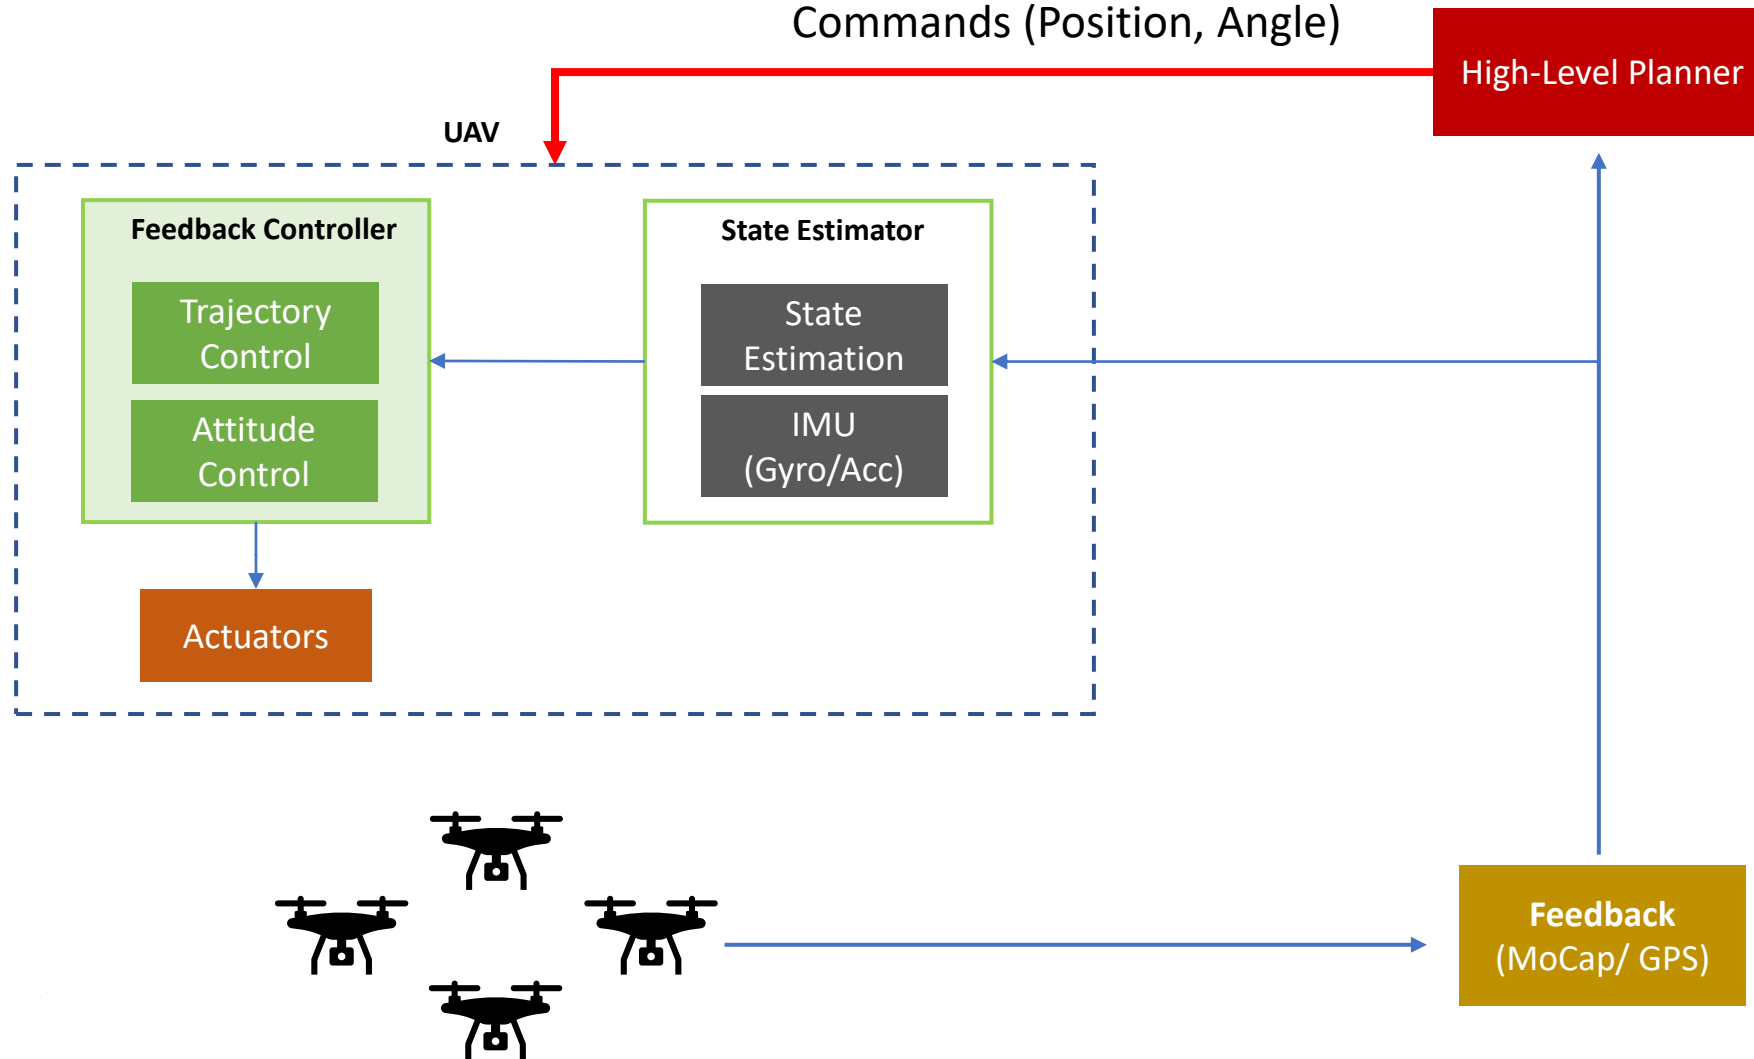 Commands (Position, Angle)
High-Level Planner
UAV
Feedback Controller
State Estimator
Trajectory
Control
State
Estimation
Attitude
Control
IMU
(Gyro/Acc)
Actuators
Feedback
(MoCap/ GPS)